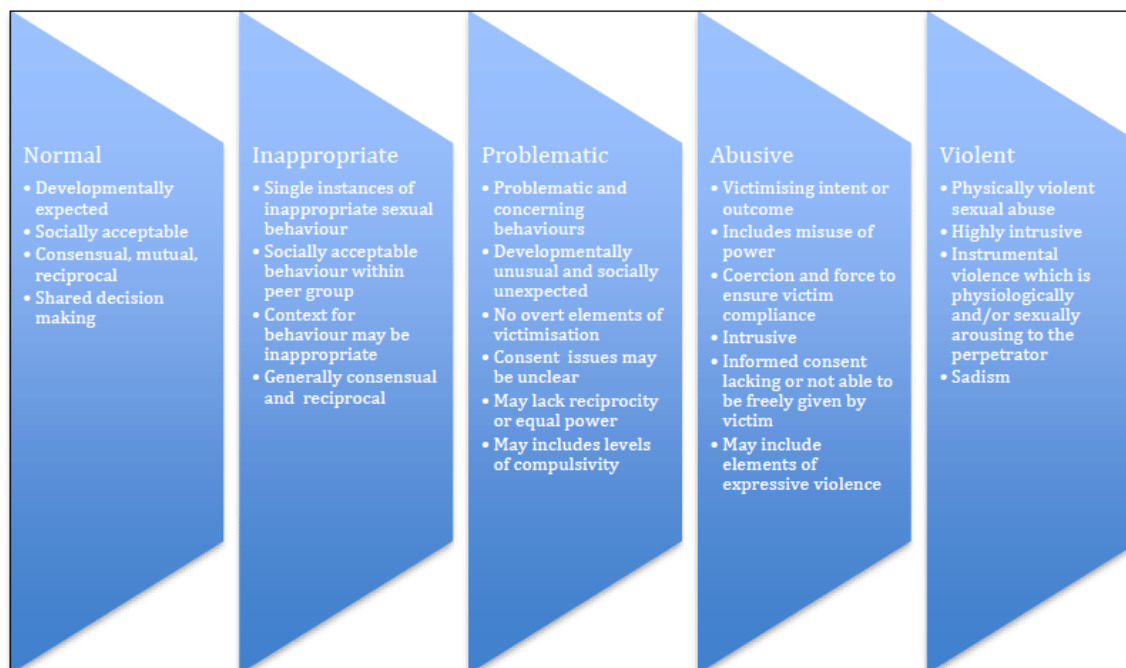 Normal
• Developmentally
expected
• Socially acceptable
• Consensual, mutual,
reciprocal
• Shared decision
making
Inappropriate
• Single instances of
inappropriate sexual
behaviour
• Socially acceptable
behaviour within
peer group
• Context for
behaviour may be
inappropriate
• Generally consensual
and reciprocal
Problematic
• Problematic and
concerning
behaviours
• Developmentally
unusual and socially
unexpected
• No overt elements of
victimisation
• Consent issues may
be unclear
• May lack reciprocity
or equal power
• May includes levels
of compulsivity
Abusive
• Victimising intent or
outcome
• Includes misuse of
power
• Coercion and force to
ensure victim
compliance
• Intrusive
• Informed consent
lacking or not able to
be freely given by
victim
• May include
elements of
expressive violence
Violent
• Physically violent
sexual abuse
• Highly intrusive
• Instrumental
violence which is
physiologically
and/or sexually
arousing to the
perpetrator
• Sadism